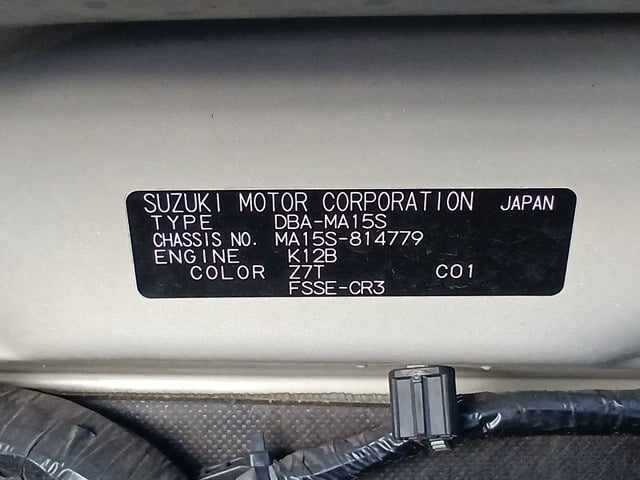 SUZUKI MOTOR CORPORATION JAPAN
TYPE DBA-MA15S
CHASSIS NO. MA15S-814779
ENGINE K12B
COLOR Z7T C01
FSSE-CR3